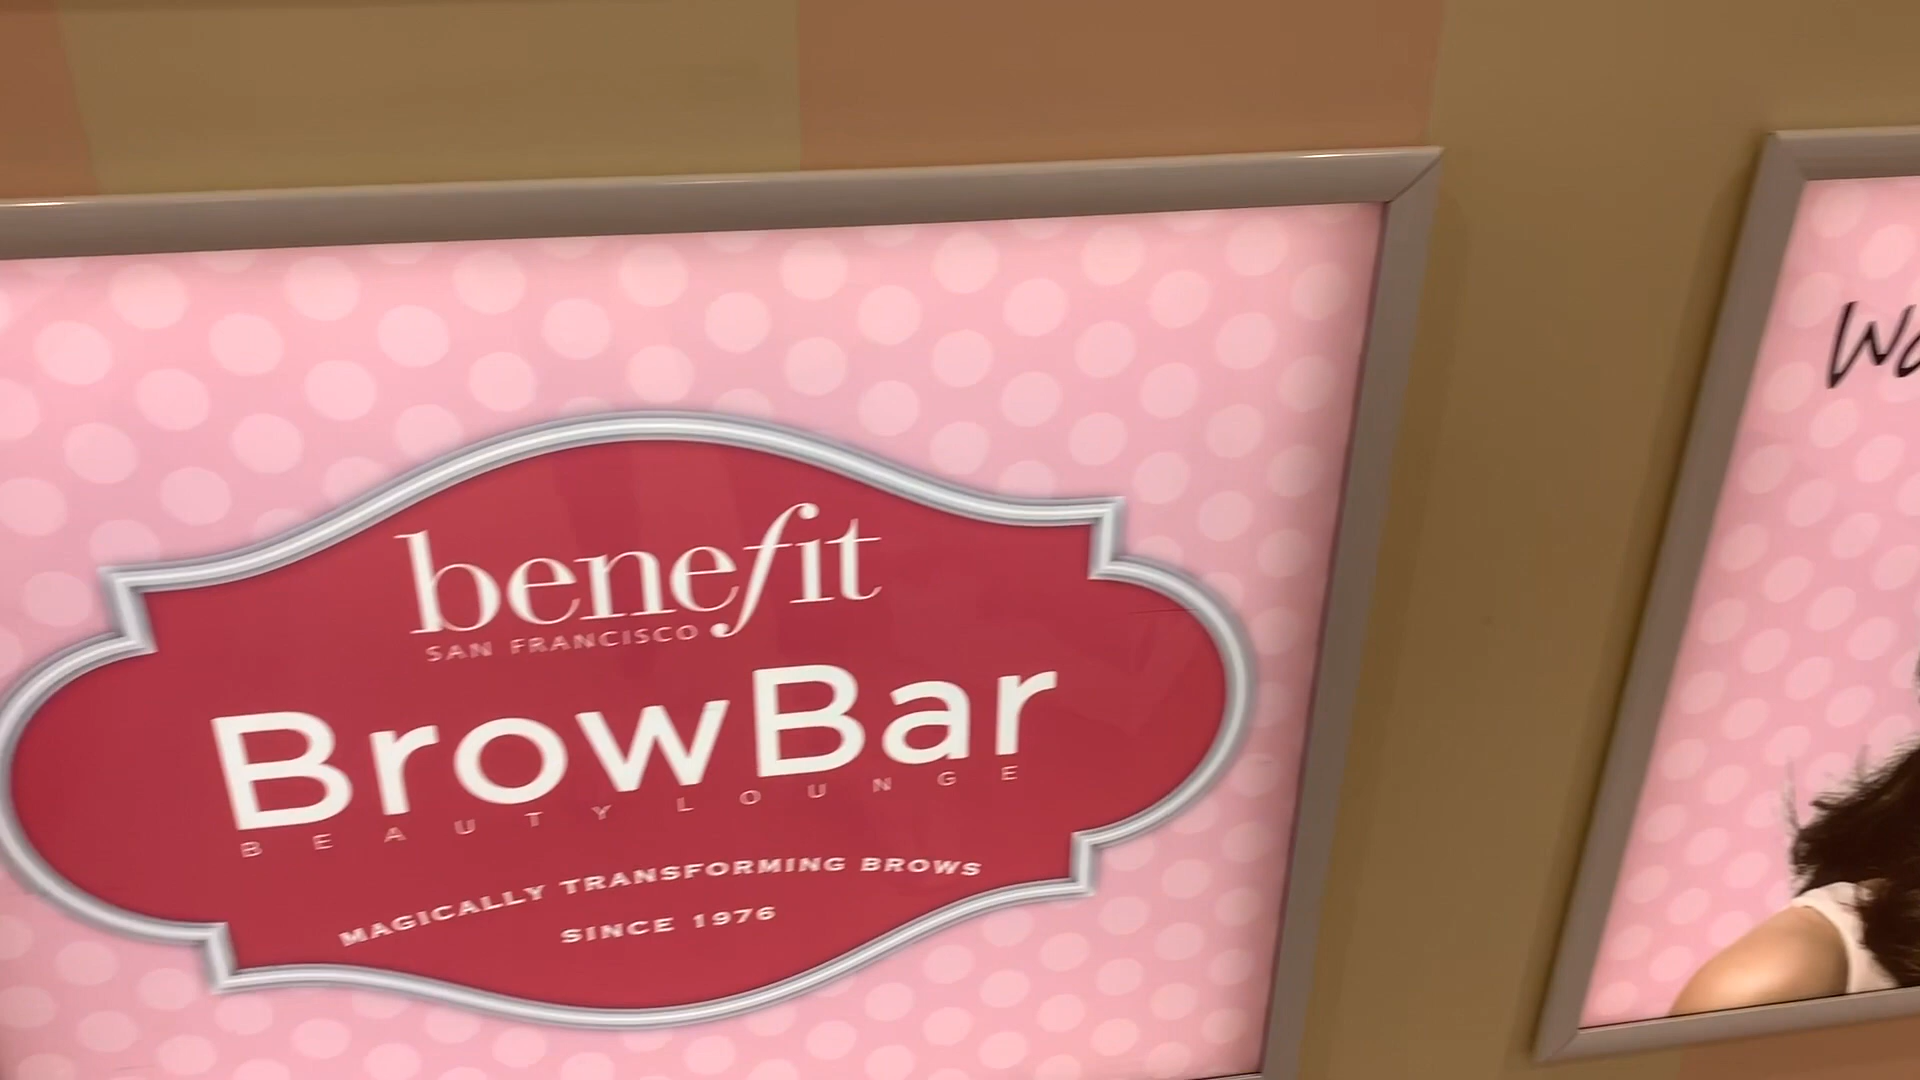 benefit
SAN FRANCISCO
BrowBar
BEAUTY LOUNGE
MAGICALLY TRANSFORMING BROWS
SINCE 1976